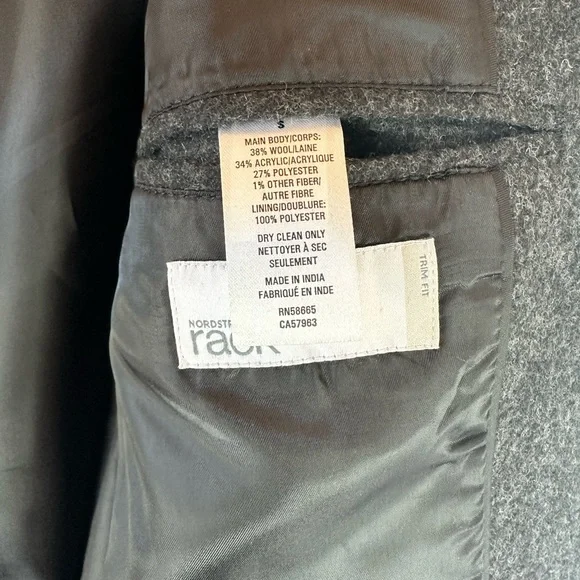 S
MAIN BODY/CORPS:
38% WOOL/LAINE
34% ACRYLIC/ACRYLIQUE
27% POLYESTER
1% OTHER FIBER/
AUTRE FIBRE
LINING/DOUBLURE:
100% POLYESTER
DRY CLEAN ONLY
NETTOYER À SEC
SEULEMENT
MADE IN INDIA
FABRIQUÉ EN INDE
RN58665
CA57963
TRIM FIT
rack